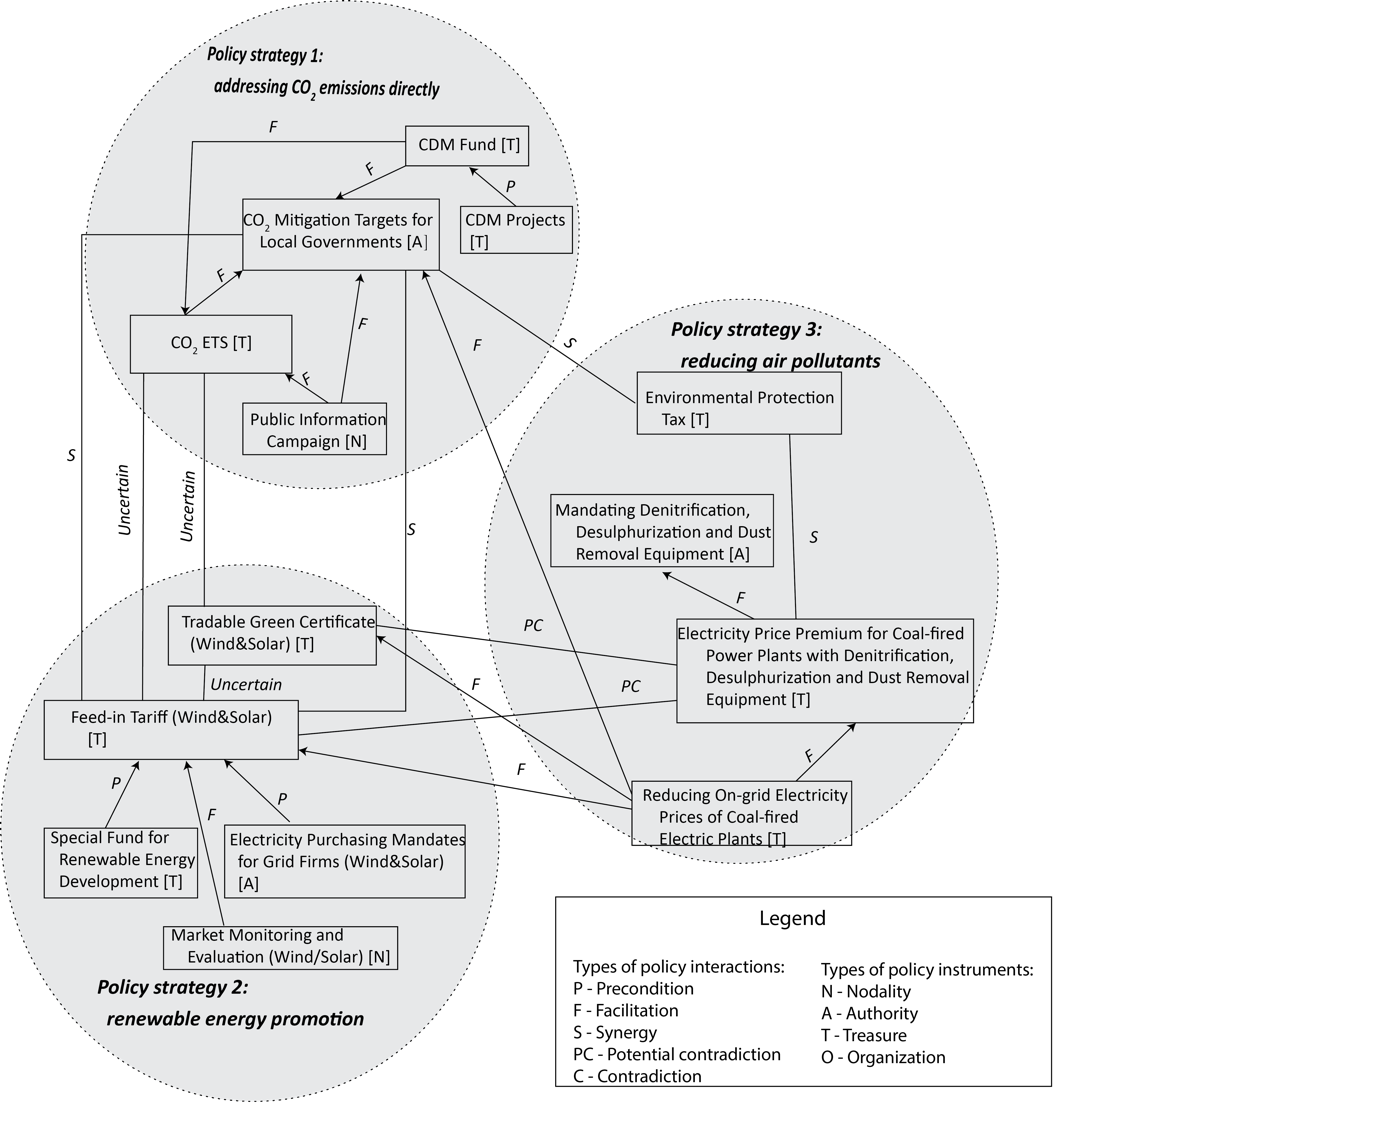 Policy strategy 1:
addressing CO2 emissions directly
F
CDM Fund [T]
F
P
CO2 Mitigation Targets for
Local Governments [A]
CDM Projects
[T]
F
CO2 ETS [T]
F
F
S
F
Public Information
Campaign [N]
Policy strategy 3:
reducing air pollutants
Environmental Protection
Tax [T]
S
Uncertain
Uncertain
S
Mandating Denitrification,
Desulphurization and Dust
Removal Equipment [A]
S
F
Tradable Green Certificate
(Wind&Solar) [T]
PC
Electricity Price Premium for Coal-fired
Power Plants with Denitrification,
Desulphurization and Dust Removal
Equipment [T]
Uncertain
F
PC
Feed-in Tariff (Wind&Solar)
[T]
F
F
P
F
P
Reducing On-grid Electricity
Prices of Coal-fired
Electric Plants [T]
Special Fund for
Renewable Energy
Development [T]
Electricity Purchasing Mandates
for Grid Firms (Wind&Solar)
[A]
Market Monitoring and
Evaluation (Wind/Solar) [N]
Policy strategy 2:
renewable energy promotion
Legend
Types of policy interactions:
P - Precondition
F - Facilitation
S - Synergy
PC - Potential contradiction
C - Contradiction
Types of policy instruments:
N - Nodality
A - Authority
T - Treasure
O - Organization